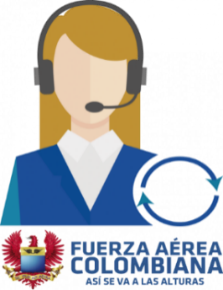 FUERZA AÉREA
COLOMBIANA
ASÍ SE VA A LAS ALTURAS